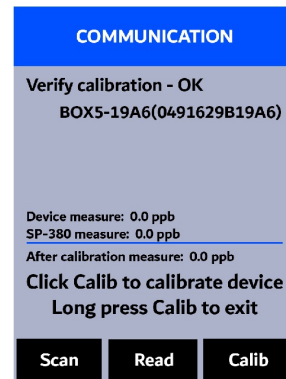 COMMUNICATION
Verify calibration - OK
BOX5-19A6(0491629B19A6)
Device measure: 0.0 ppb
SP-380 measure: 0.0 ppb
After calibration measure: 0.0 ppb
Click Calib to calibrate device
Long press Calib to exit
Scan Read Calib